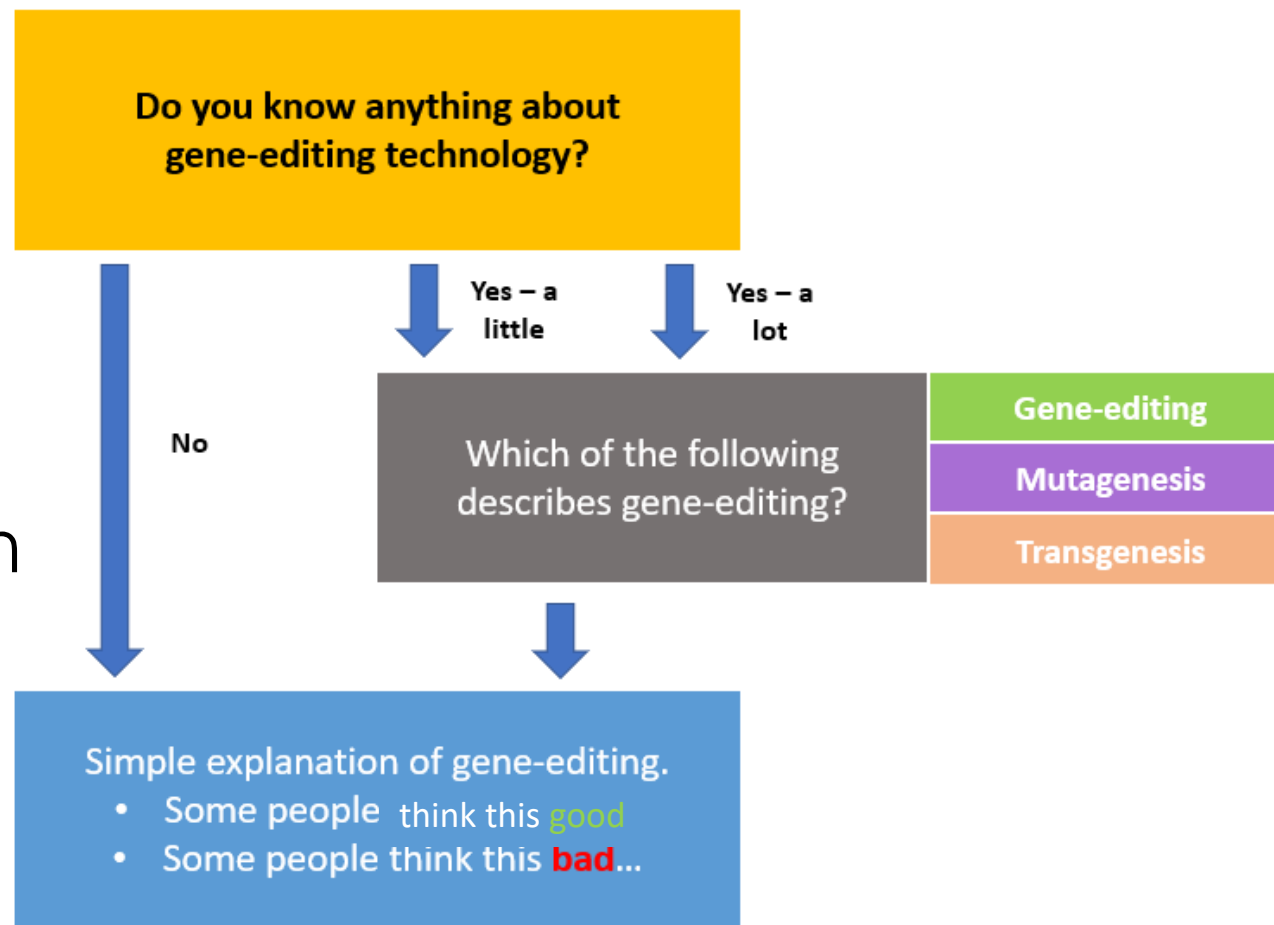 Do you know anything about
gene-editing technology?
Yes – a
little
Yes – a
lot
No
Which of the following
describes gene-editing?
Gene-editing
Mutagenesis
Transgenesis
n
Simple explanation of gene-editing.
• Some people think this good
• Some people think this bad...